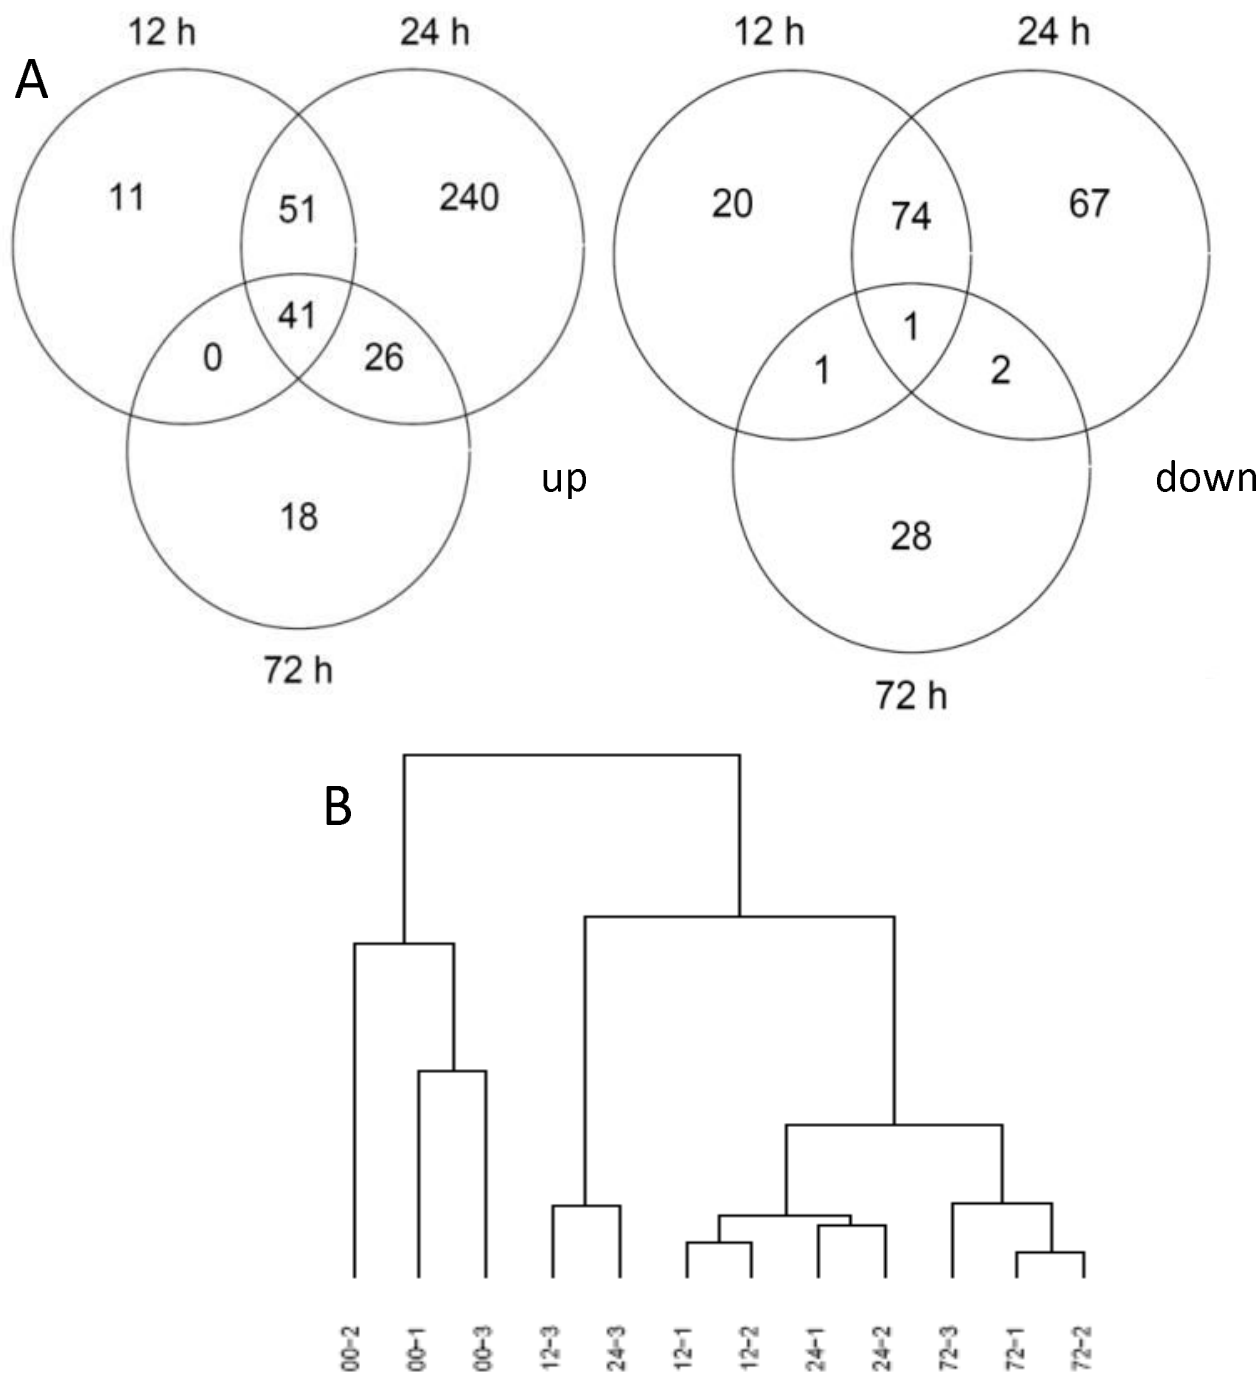 12 h 24 h 12 h 24 h
A
11 51 240 20 74 67
41 1
0 26 1 2
up down
18 28
72 h 72 h
B
00-2 00-1 00-3 12-3 24-3 12-1 12-2 24-1 24-2 72-3 72-1 72-2